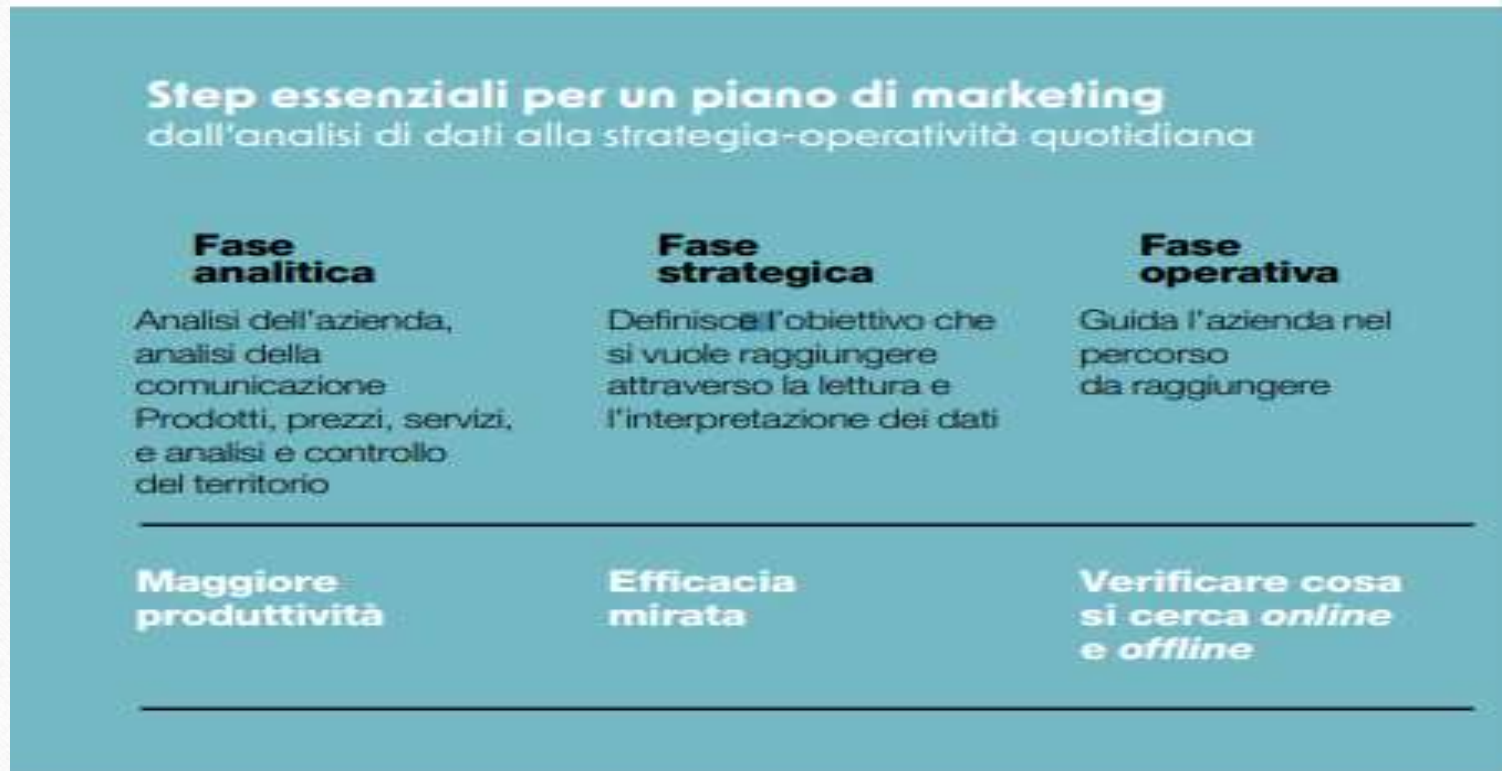 Step essenziali per un piano di marketing
dall'analisi di dati alla strategia-operatività quotidiana
Fase
analitica
Analisi dell'azienda,
analisi della
comunicazione
Prodotti, prezzi, servizi,
e analisi e controllo
del territorio
Fase
strategica
Definisce l'obiettivo che
si vuole raggiungere
attraverso la lettura e
l'interpretazione dei dati
Fase
operativa
Guida l'azienda nel
percorso
da raggiungere
Maggiore
produttività
Efficacia
mirata
Verificare cosa
si cerca online
e offline